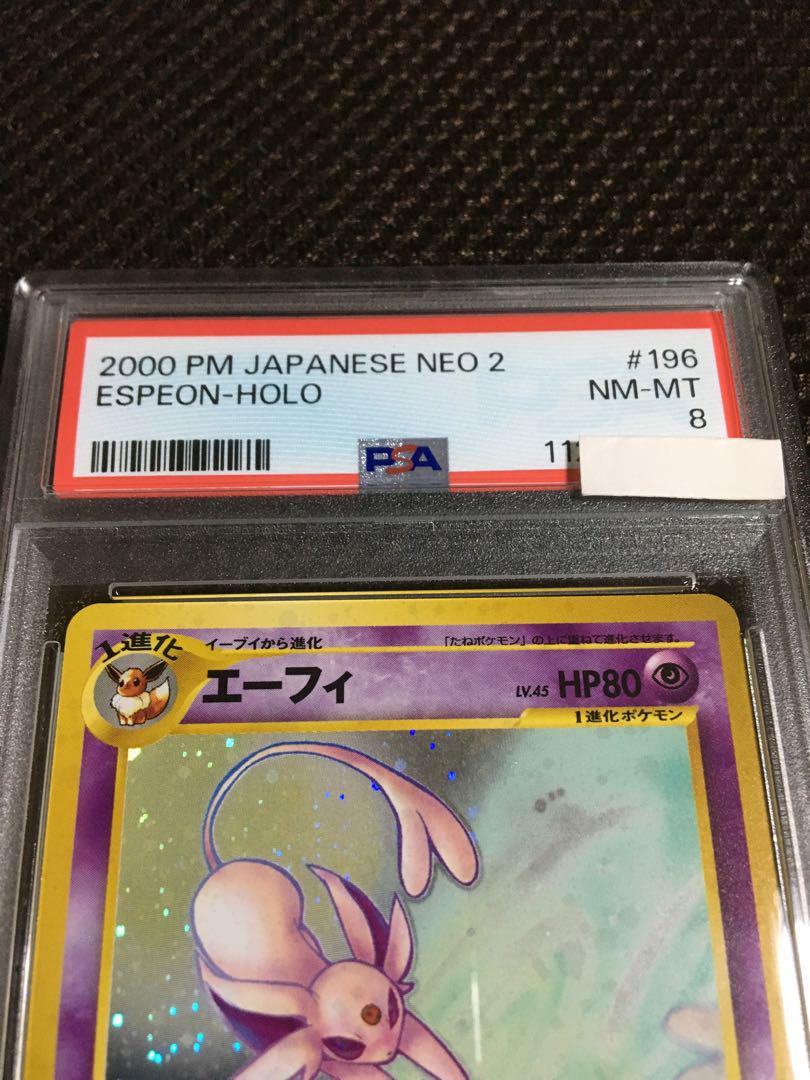 2000 PM JAPANESE NEO 2 #196
ESPEON-HOLO NM-MT
8
PSA
11
1進化
イーブイから進化
「たねポケモン」の上に重ねて進化させます。
エーフィ LV.45 HP80
1進化ポケモン